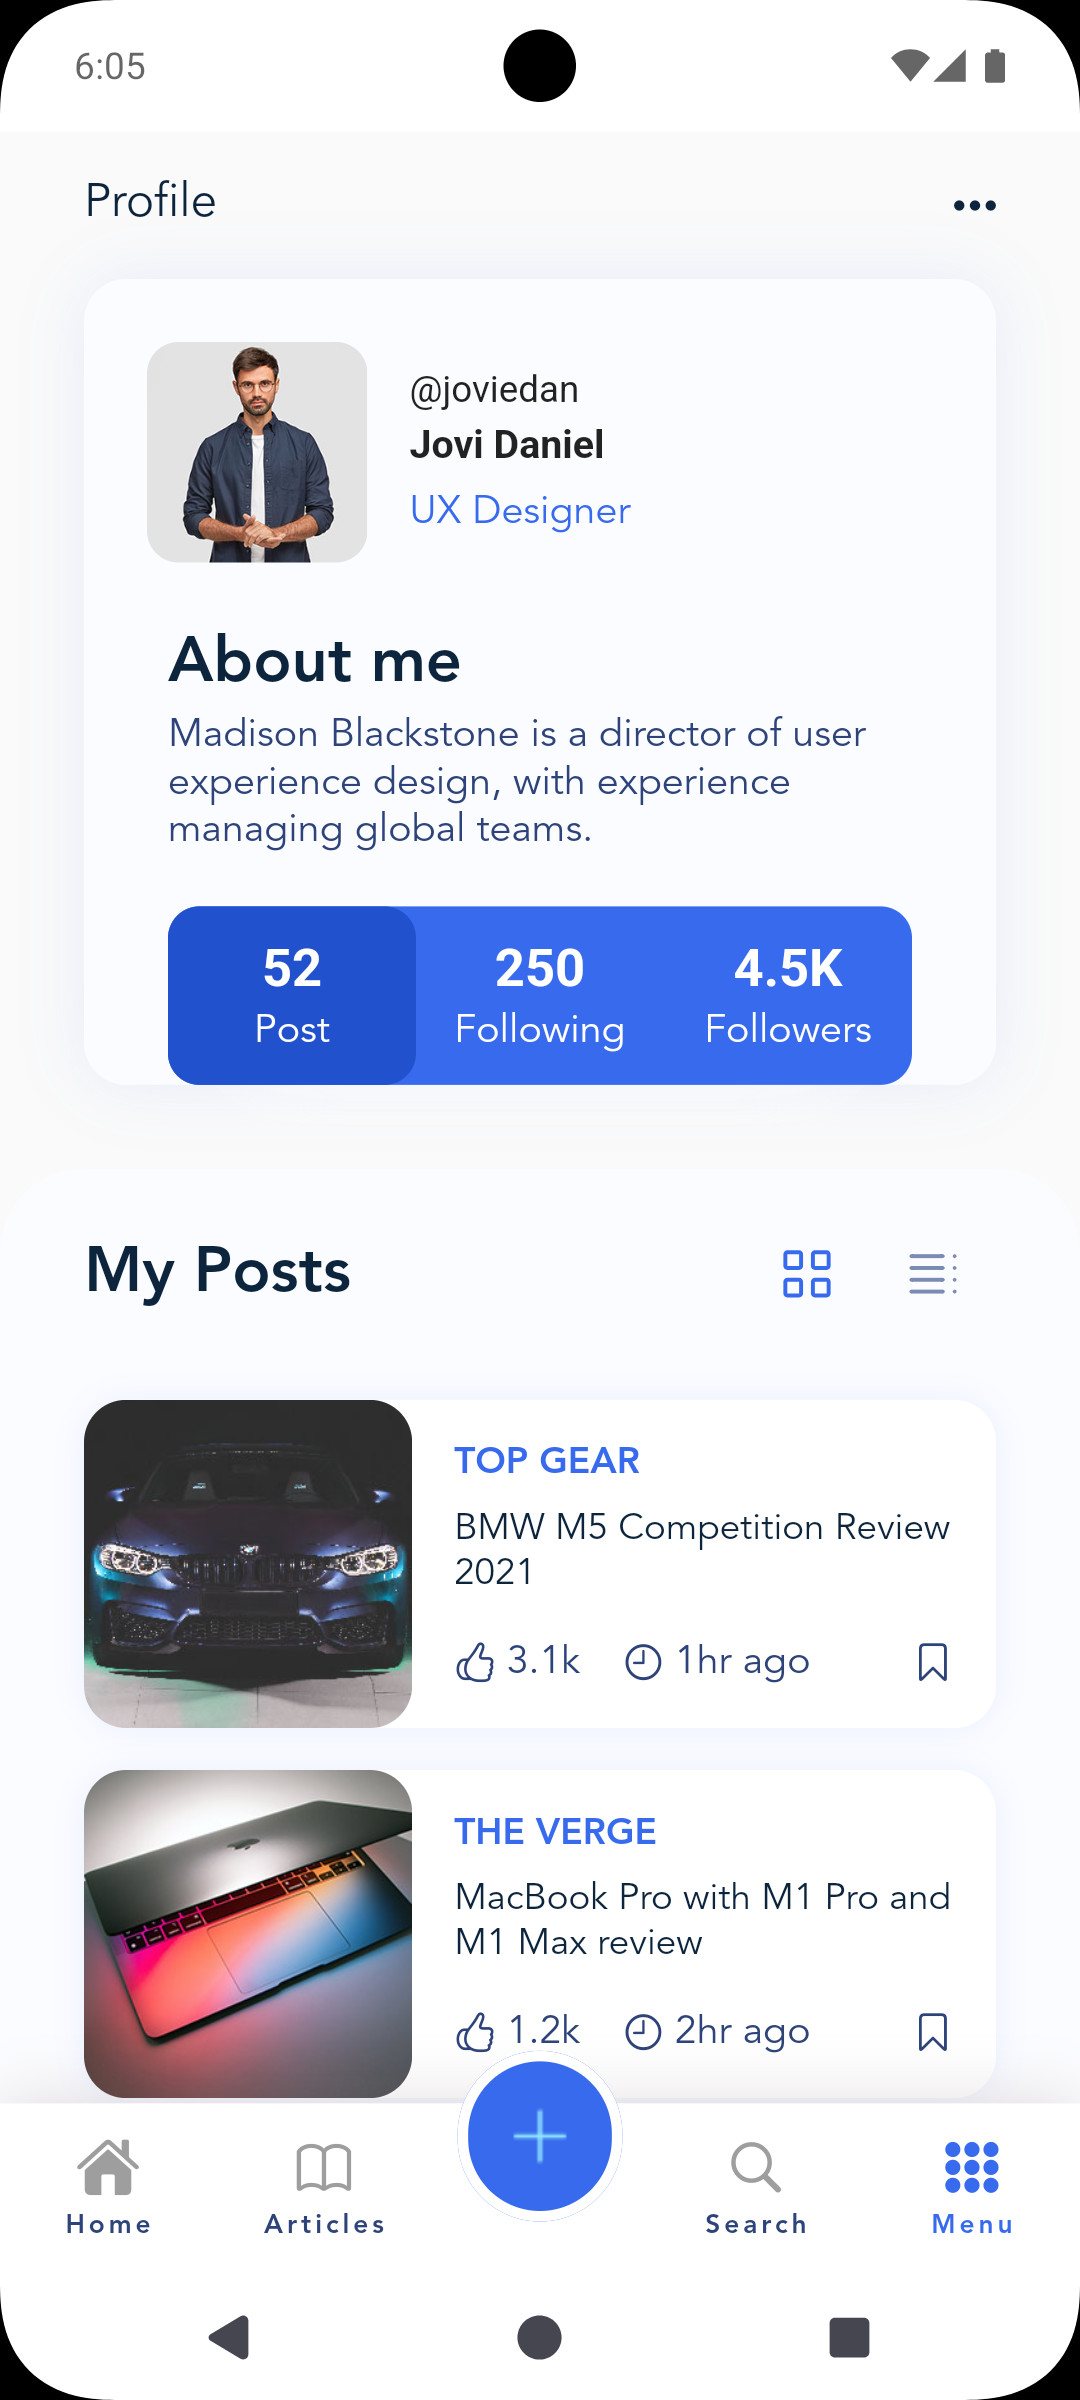 6:05
Profile
@joviedan
Jovi Daniel
UX Designer
About me
Madison Blackstone is a director of user
experience design, with experience
managing global teams.
52
Post
250
Following
4.5K
Followers
My Posts
TOP GEAR
BMW M5 Competition Review
2021
3.1k
1hr ago
THE VERGE
MacBook Pro with M1 Pro and
M1 Max review
1.2k
2hr ago
Home
Articles
Search
Menu